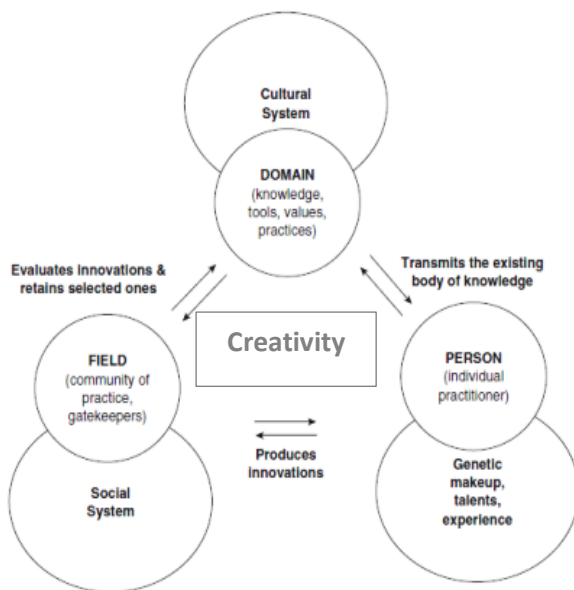 Cultural
System
DOMAIN
(knowledge,
tools, values,
practices)
Evaluates innovations &
retains selected ones
Transmits the existing
body of knowledge
Creativity
FIELD
(community of
practice,
gatekeepers)
PERSON
(individual
practitioner)
Produces
innovations
Social
System
Genetic
makeup,
talents,
experience